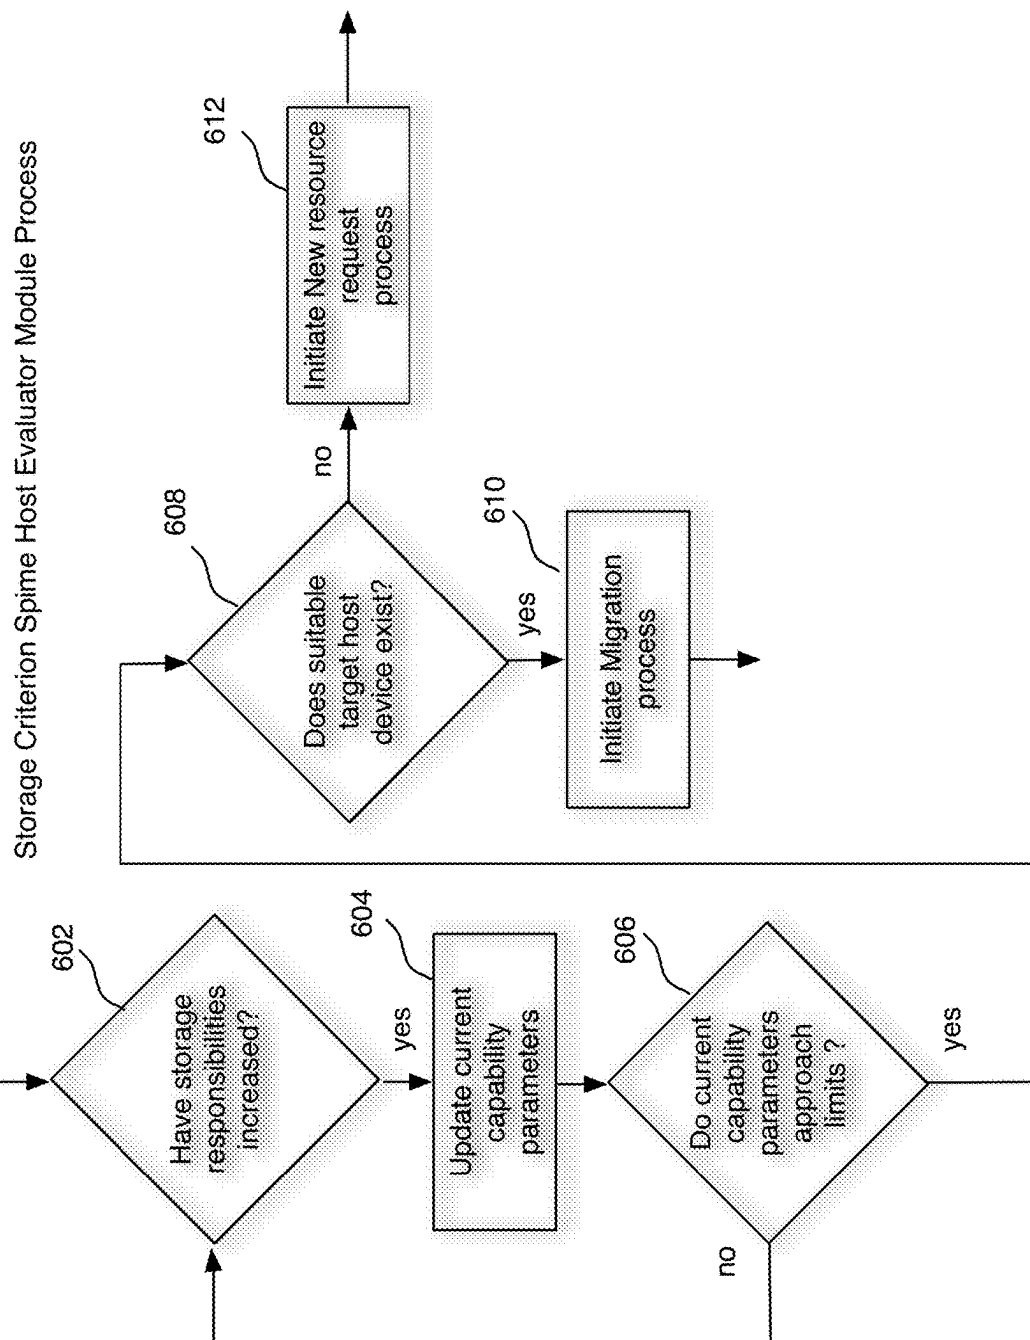 Storage Criterion Spime Host Evaluator Module Process
602
Have storage
responsibilities
increased?
yes
604
Update current
capability
parameters
606
Do current
capability
parameters
approach
limits ?
no
yes
608
Does suitable
target host
device exist?
no
yes
610
Initiate Migration
process
612
Initiate New resource
request
process